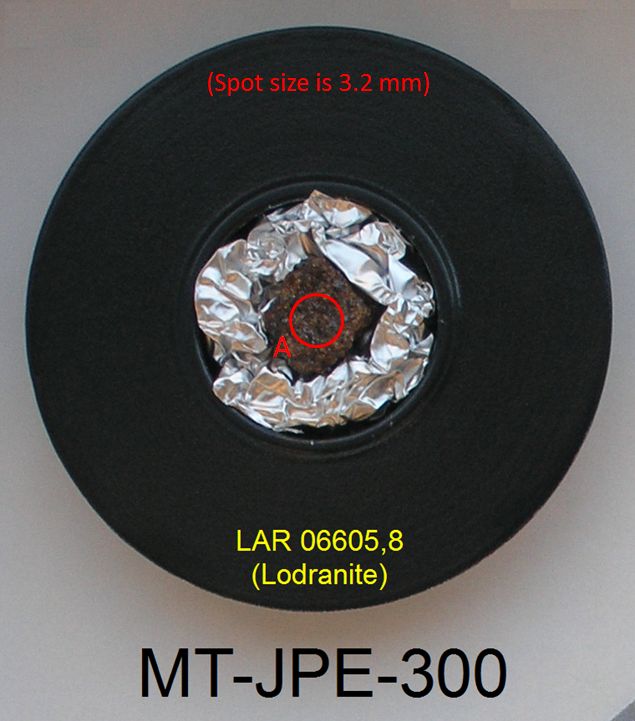 (Spot size is 3.2 mm)
A
LAR 06605,8
(Lodranite)
MT-JPE-300